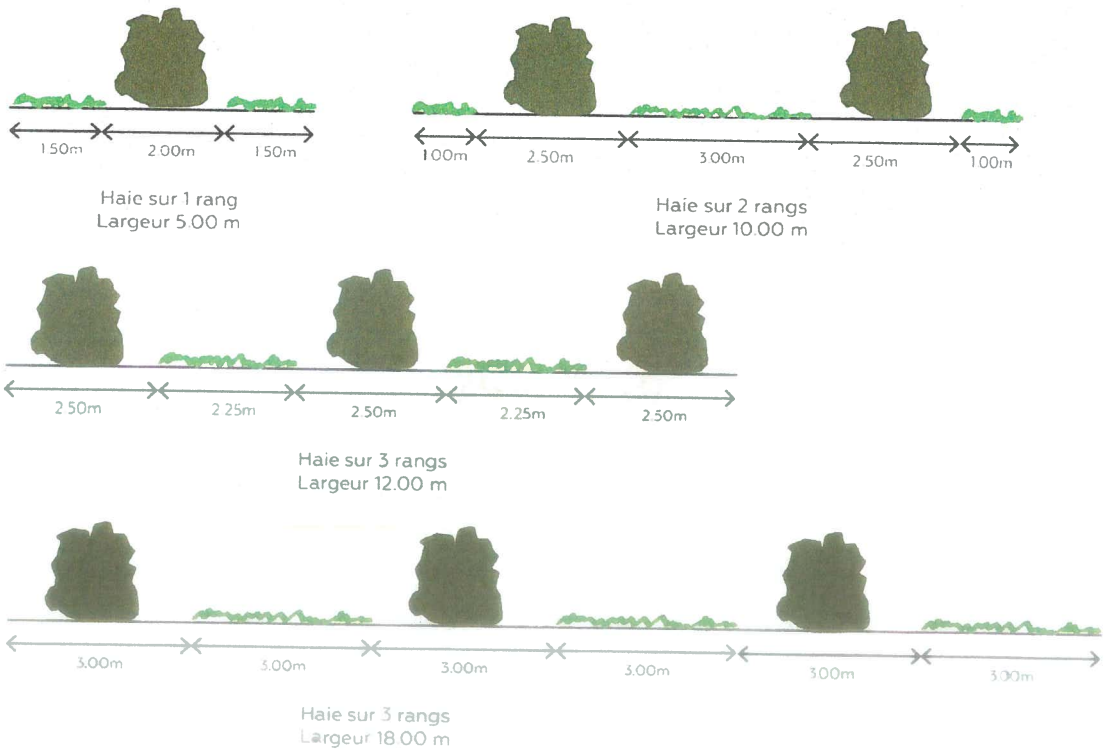 1.50m 2.00m 1.50m
Haie sur 1 rang
Largeur 5.00 m
1.00m 2.50m 3.00m 2.50m 1.00m
Haie sur 2 rangs
Largeur 10.00 m
2.50m 2.25m 2.50m 2.25m 2.50m
Haie sur 3 rangs
Largeur 12.00 m
3.00m 3.00m 3.00m 3.00m 3.00m 3.00m
Haie sur 3 rangs
Largeur 18.00 m